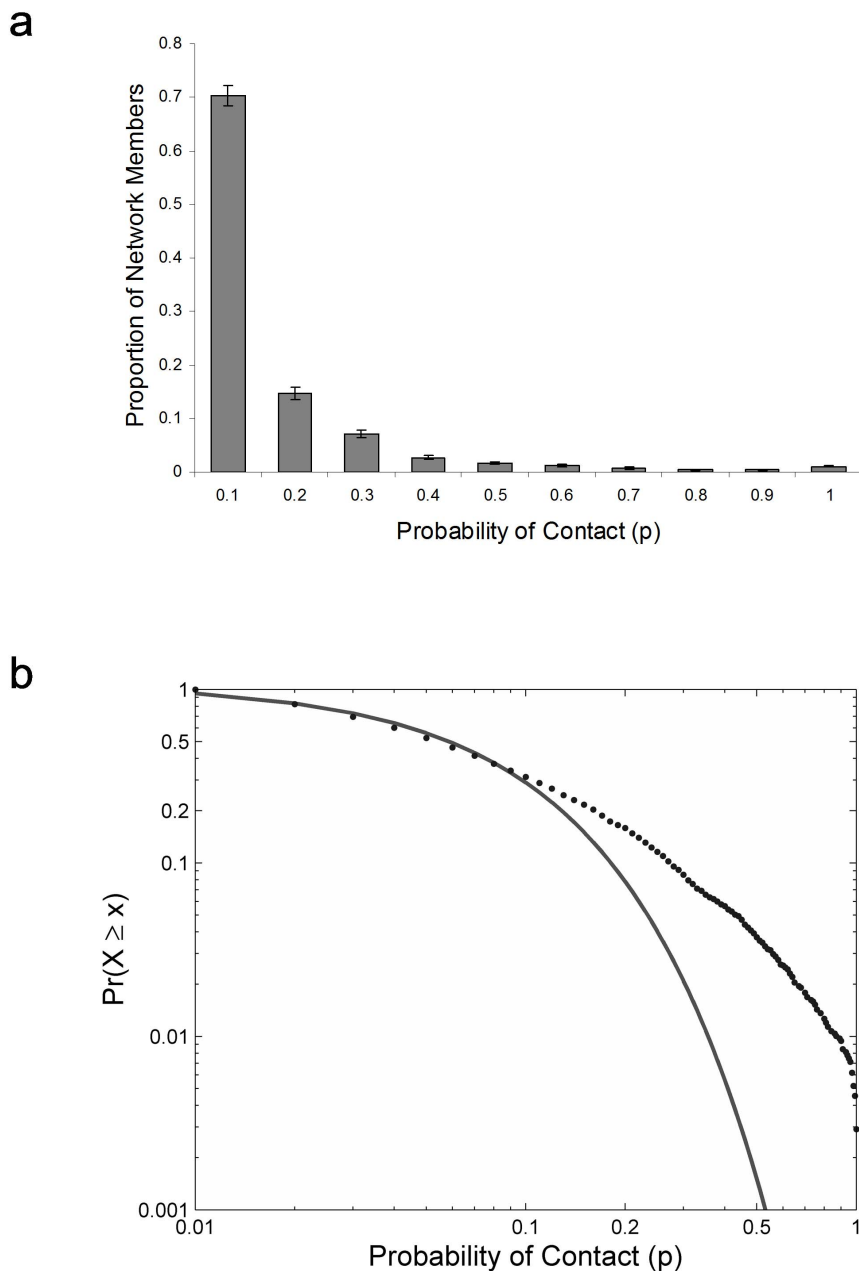 a
0.8
0.7
0.6
0.5
0.4
0.3
0.2
0.1
0
Proportion of Network Members
0.1 0.2 0.3 0.4 0.5 0.6 0.7 0.8 0.9 1
Probability of Contact (p)
b
1
0.5
0.2
0.1
0.01
0.001
Pr(X ≥ x)
0.01 0.1 0.2 0.5 1
Probability of Contact (p)